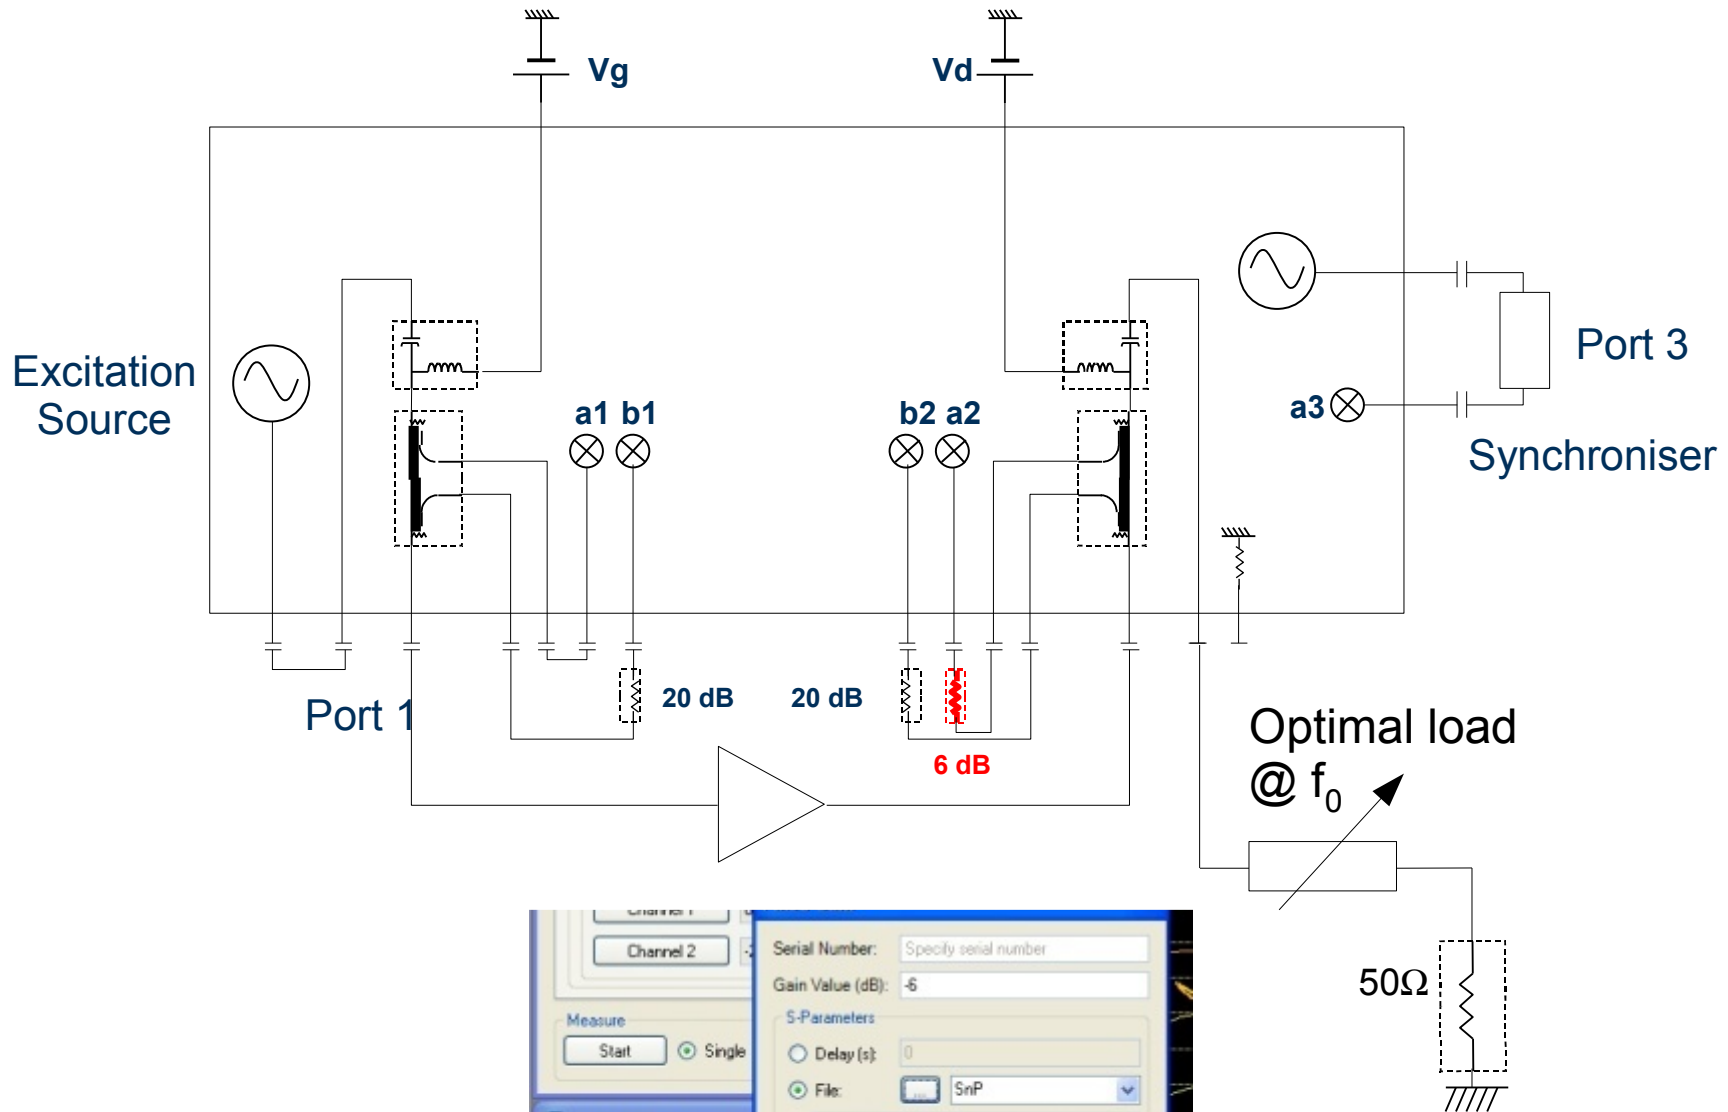 Vg
Vd
Excitation
Source
a1 b1
b2 a2
a3
Port 3
Synchroniser
Port 1
20 dB
20 dB
6 dB
Optimal load
@ f₀
50Ω
Channel 2
Serial Number: Specify serial number
Gain Value (dB): -6
Measure
S-Parameters
Start Single
Delay (s): 0
File: ... SnP